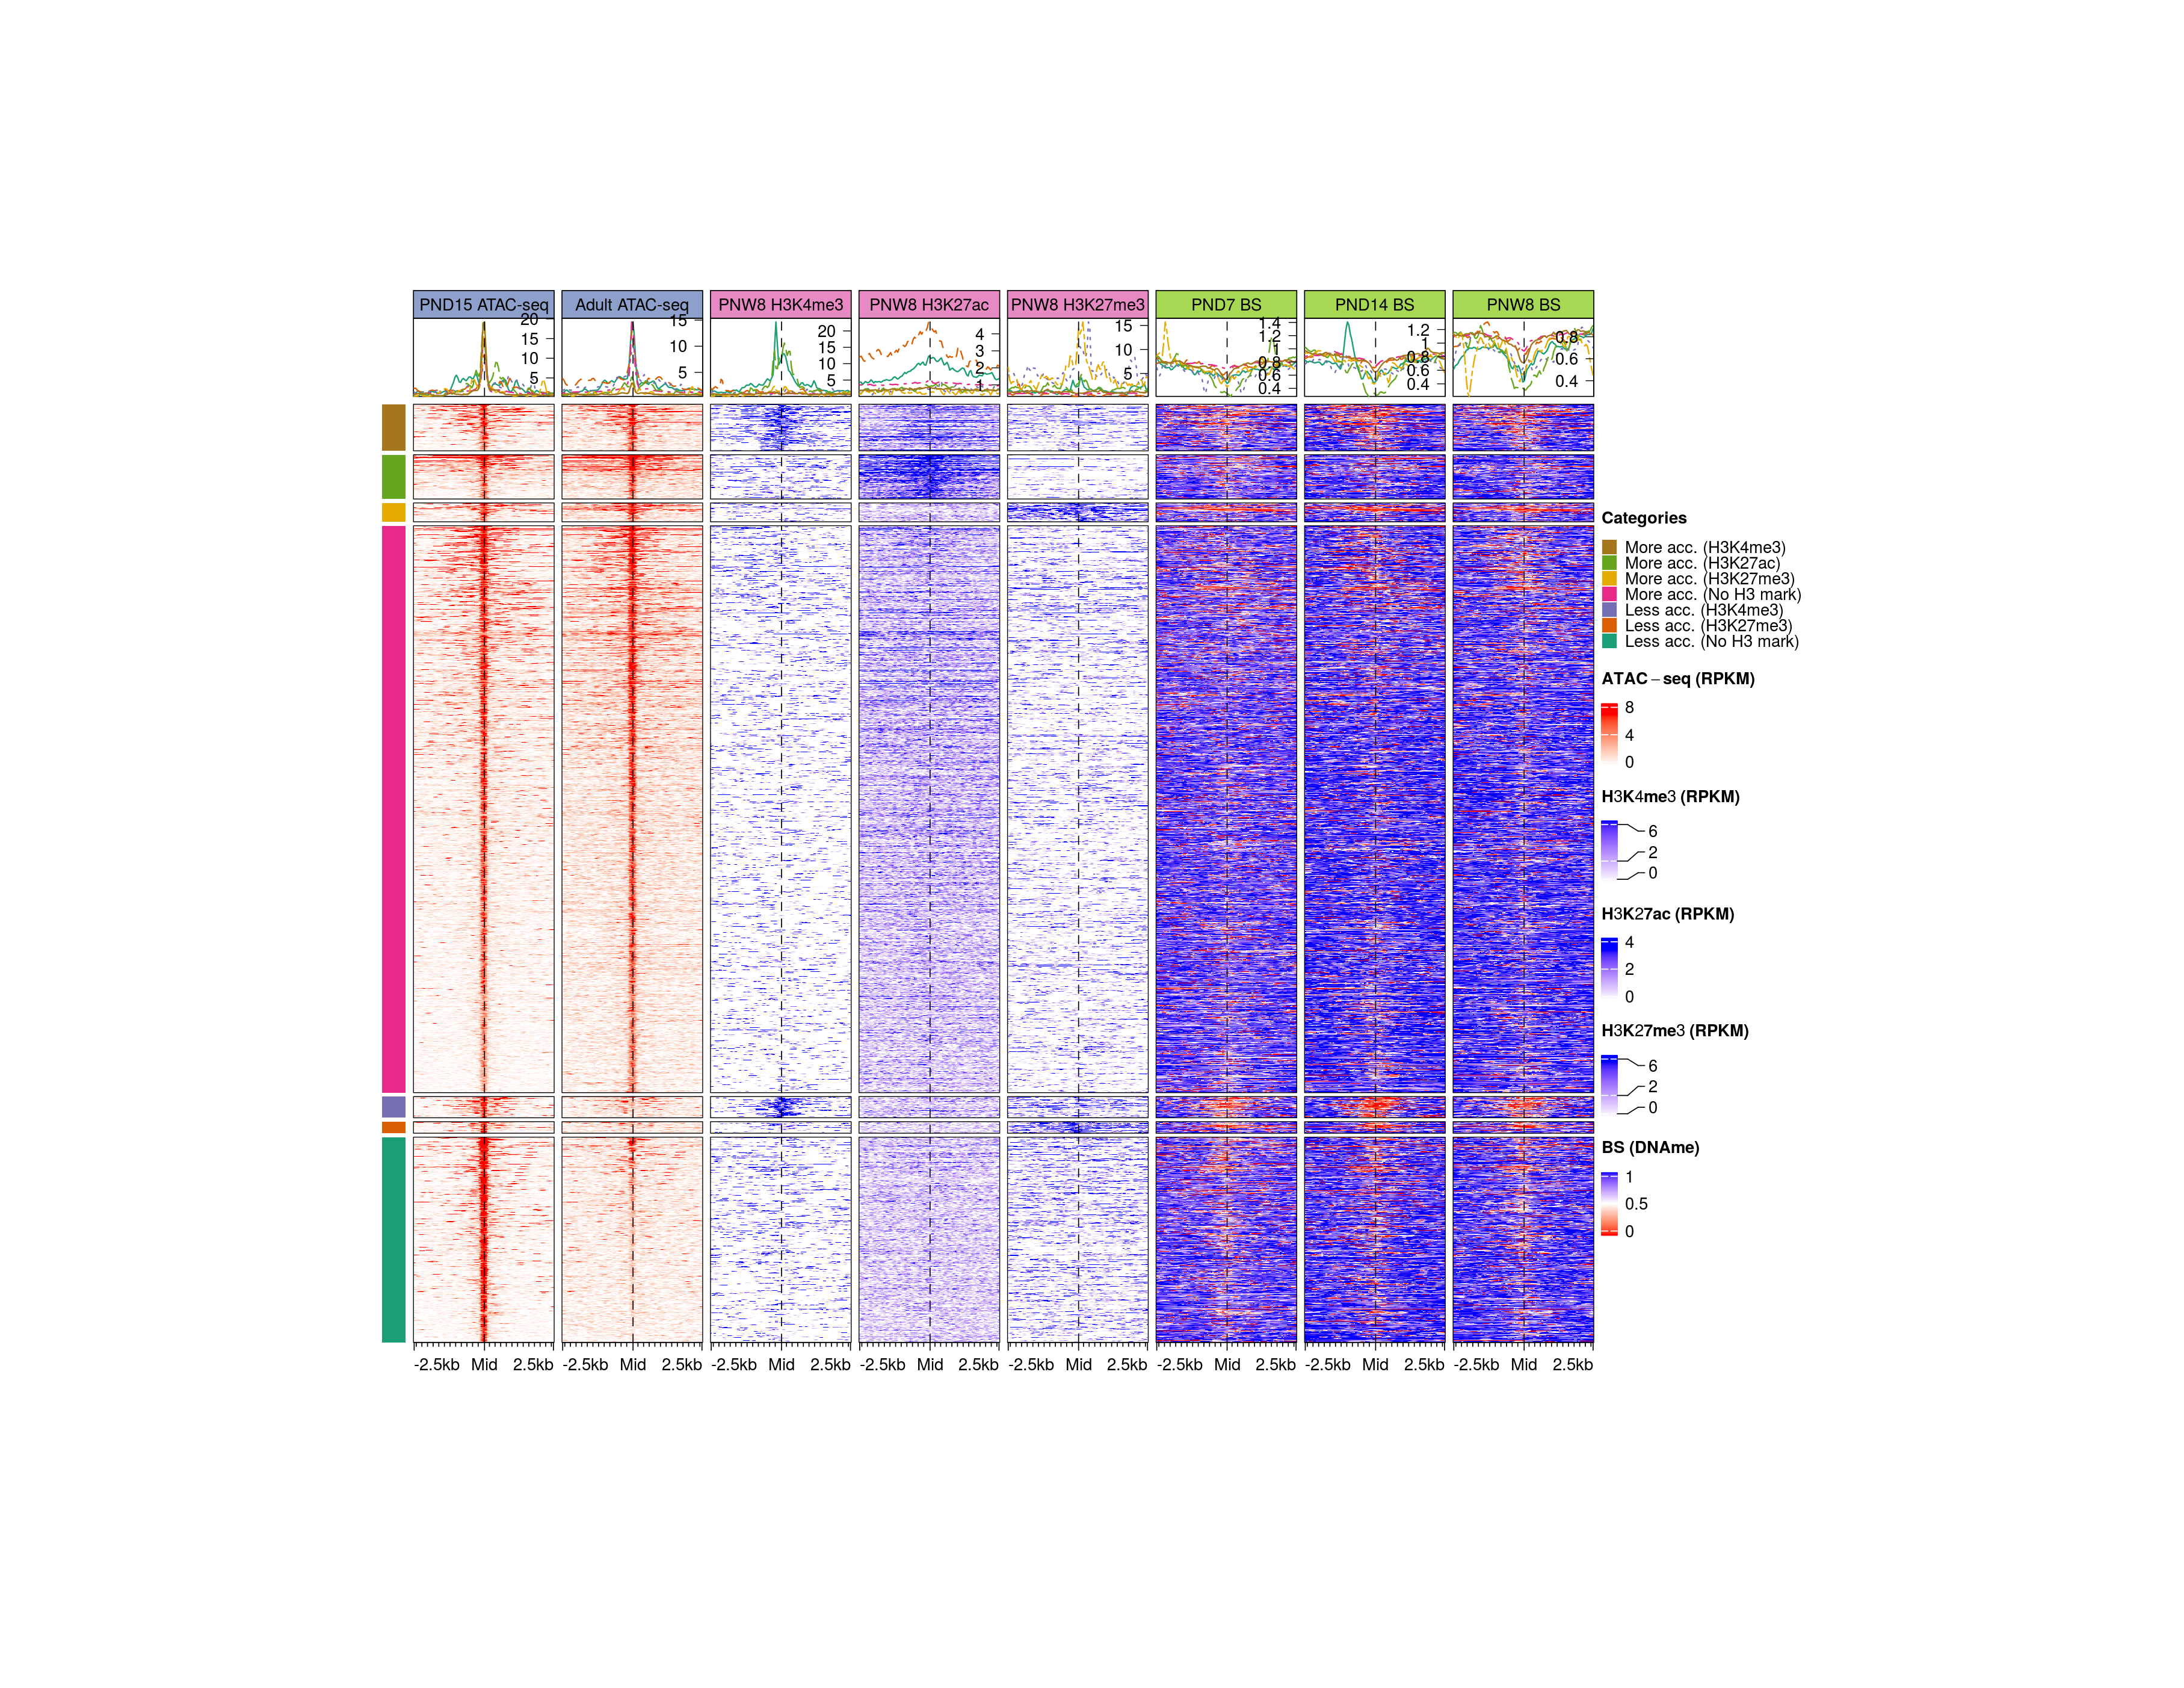 PND15 ATAC-seq Adult ATAC-seq PNW8 H3K4me3 PNW8 H3K27ac PNW8 H3K27me3 PND7 BS PND14 BS PNW8 BS
20 15 10 5
15 10 5
20 15 10 5
4 3 2 1
15 10 5
1.4 1.2 1 0.8 0.6 0.4
1.2 1 0.8 0.6 0.4
0.8 0.6 0.4
Categories
More acc. (H3K4me3)
More acc. (H3K27ac)
More acc. (H3K27me3)
More acc. (No H3 mark)
Less acc. (H3K4me3)
Less acc. (H3K27me3)
Less acc. (No H3 mark)
ATAC–seq (RPKM)
8
4
0
H3K4me3 (RPKM)
6
2
0
H3K27ac (RPKM)
4
2
0
H3K27me3 (RPKM)
6
2
0
BS (DNAme)
1
0.5
0
-2.5kb Mid 2.5kb -2.5kb Mid 2.5kb -2.5kb Mid 2.5kb -2.5kb Mid 2.5kb -2.5kb Mid 2.5kb -2.5kb Mid 2.5kb -2.5kb Mid 2.5kb -2.5kb Mid 2.5kb